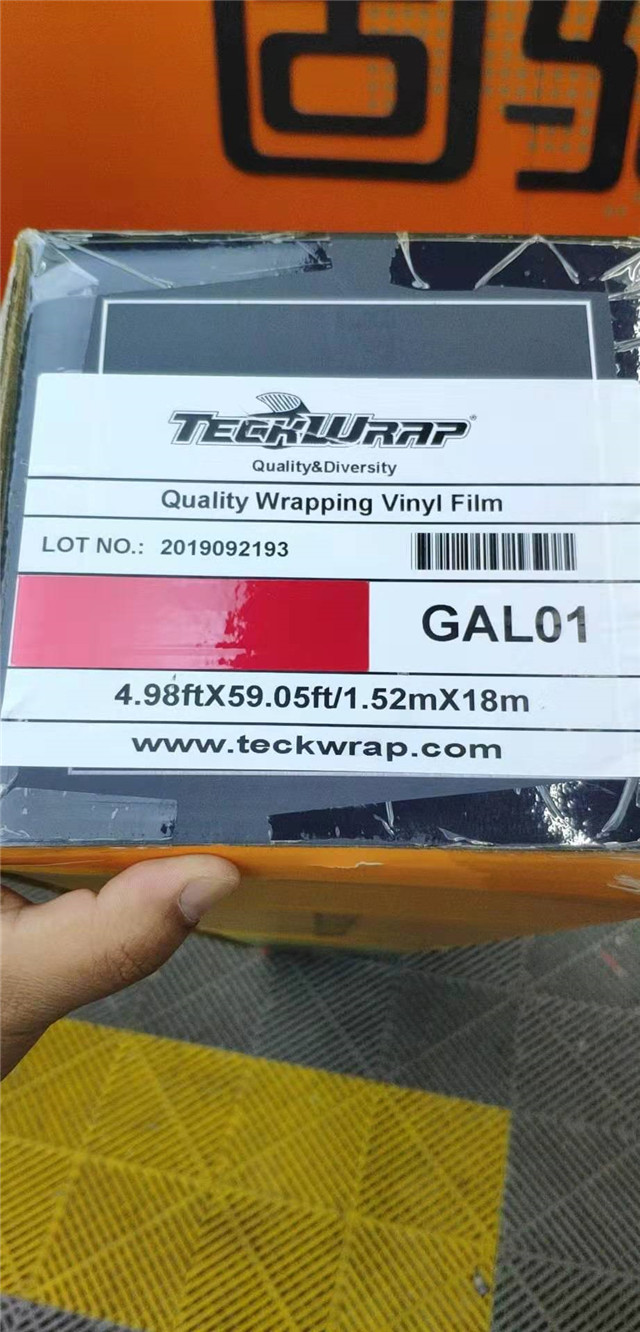 TECKWRAP®
Quality&Diversity
Quality Wrapping Vinyl Film
LOT NO.: 2019092193
GAL01
4.98ftX59.05ft/1.52mX18m
www.teckwrap.com